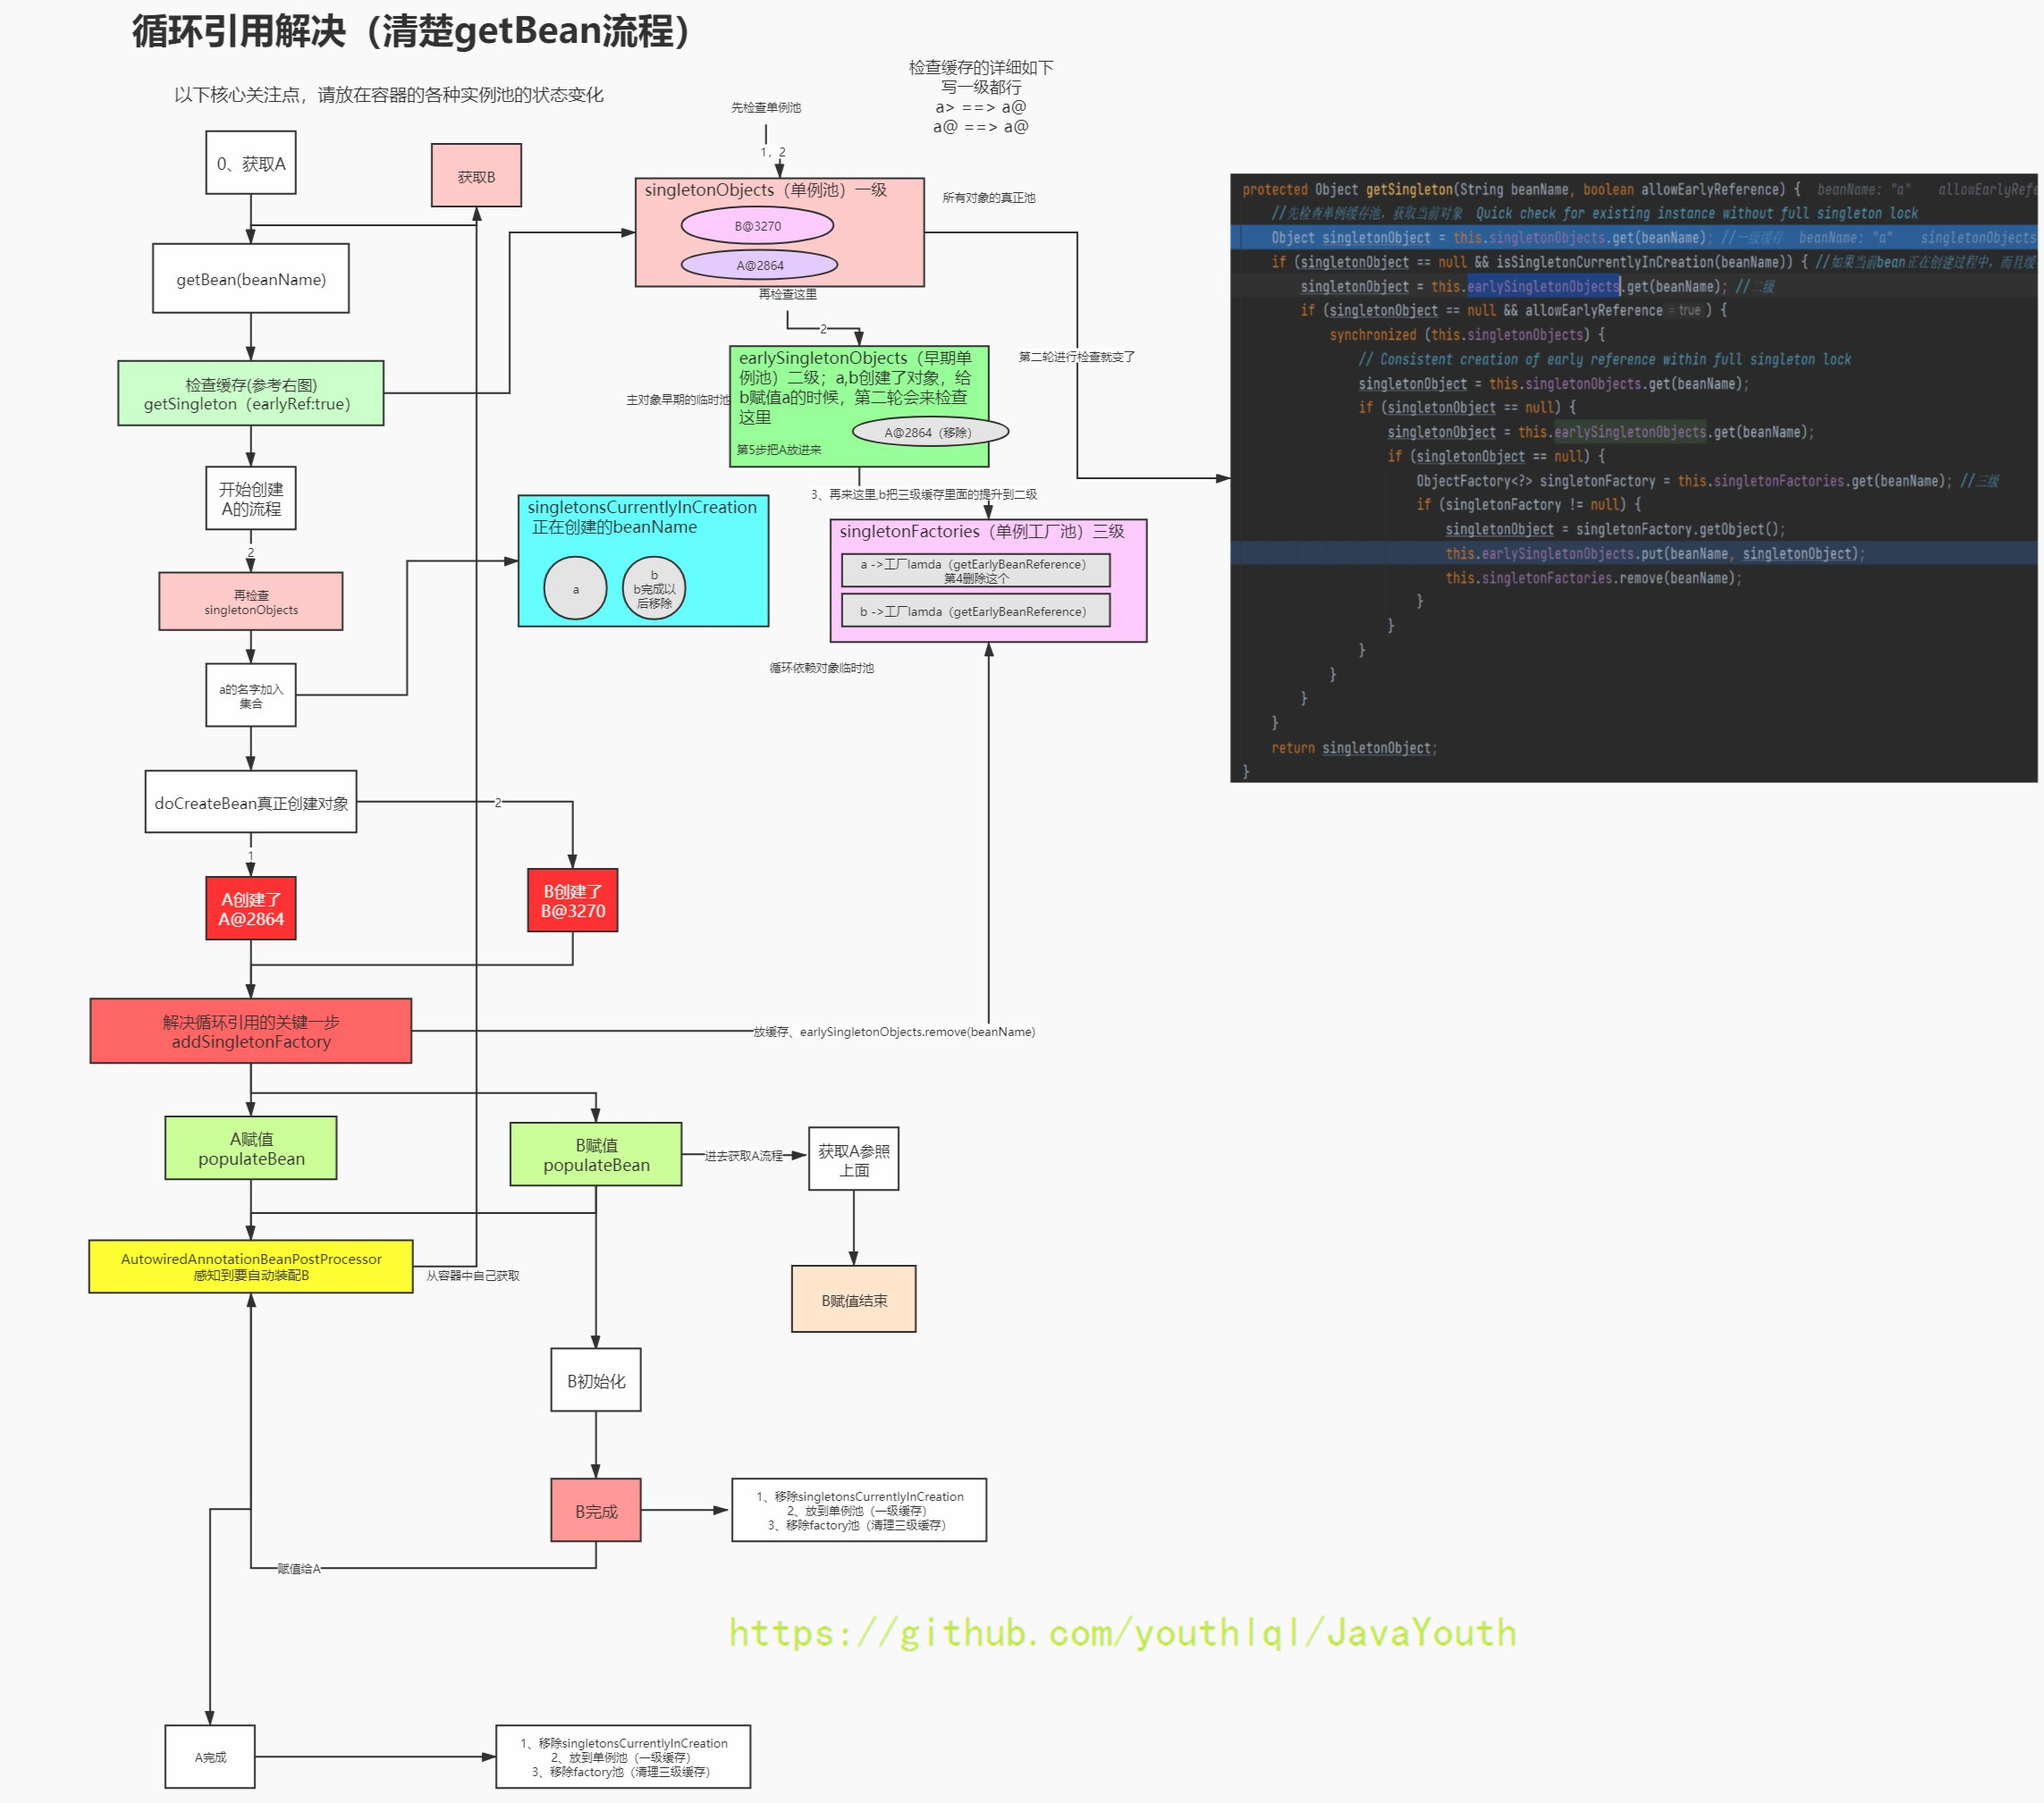 循环引用解决（清楚getBean流程）
以下核心关注点，请放在容器的各种实例池的状态变化
0、获取A
获取B
getBean(beanName)
检查缓存(参考右图)
getSingleton（earlyRef:true）
开始创建
A的流程
2
再检查
singletonObjects
a的名字加入
集合
doCreateBean真正创建对象
2
1
A创建了
A@2864
B创建了
B@3270
解决循环引用的关键一步
addSingletonFactory
放缓存、earlySingletonObjects.remove(beanName)
A赋值
populateBean
B赋值
populateBean
进去获取A流程
获取A参照
上面
AutowiredAnnotationBeanPostProcessor
感知到要自动装配B
从容器中自己获取
B赋值结束
B初始化
B完成
1、移除singletonsCurrentlyInCreation
2、放到单例池（一级缓存）
3、移除factory池（清理三级缓存）
赋值给A
A完成
1、移除singletonsCurrentlyInCreation
2、放到单例池（一级缓存）
3、移除factory池（清理三级缓存）
先检查单例池
1，2
检查缓存的详细如下
写一级都行
a> ==> a@
a@ ==> a@
singletonObjects（单例池）一级
B@3270
A@2864
所有对象的真正池
再检查这里
2
earlySingletonObjects（早期单
例池）二级；a,b创建了对象，给
b赋值a的时候，第二轮会来检查
这里
A@2864（移除）
第5步把A放进来
主对象早期的临时池
第二轮进行检查就变了
3、再来这里,b把三级缓存里面的提升到二级
singletonsCurrentlyInCreation
正在创建的beanName
a
b
b完成以
后移除
singletonFactories（单例工厂池）三级
a ->工厂lamda（getEarlyBeanReference）
第4删除这个
b ->工厂lamda（getEarlyBeanReference）
循环依赖对象临时池
protected Object getSingleton(String beanName, boolean allowEarlyReference) { beanName: "a" allowEarlyRefe
//先检查单例缓存池，获取当前对象 Quick check for existing instance without full singleton lock
Object singletonObject = this.singletonObjects.get(beanName); //一级缓存 beanName: "a" singletonObjects
if (singletonObject == null && isSingletonCurrentlyInCreation(beanName)) { //如果当前bean正在创建过程中，而且缓
singletonObject = this.earlySingletonObjects.get(beanName); //二级
if (singletonObject == null && allowEarlyReference = true ) {
synchronized (this.singletonObjects) {
// Consistent creation of early reference within full singleton lock
singletonObject = this.singletonObjects.get(beanName);
if (singletonObject == null) {
singletonObject = this.earlySingletonObjects.get(beanName);
if (singletonObject == null) {
ObjectFactory<?> singletonFactory = this.singletonFactories.get(beanName); //三级
if (singletonFactory != null) {
singletonObject = singletonFactory.getObject();
this.earlySingletonObjects.put(beanName, singletonObject);
this.singletonFactories.remove(beanName);
}
}
}
}
}
}
return singletonObject;
}
https://github.com/youthlql/JavaYouth